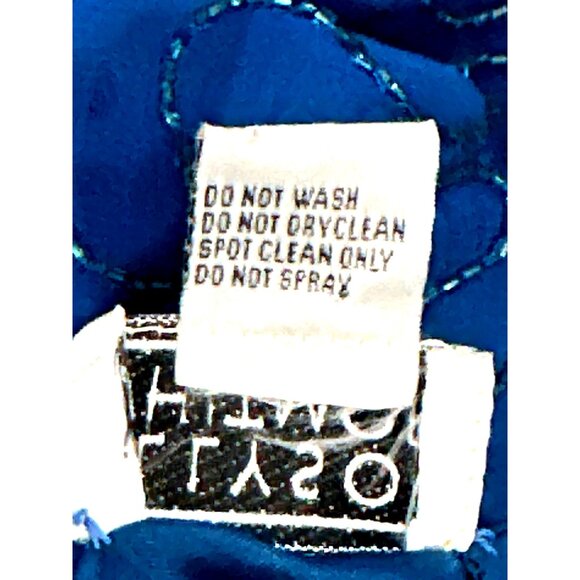 DO NOT WASH
DO NOT DRYCLEAN
SPOT CLEAN ONLY
DO NOT SPRAY